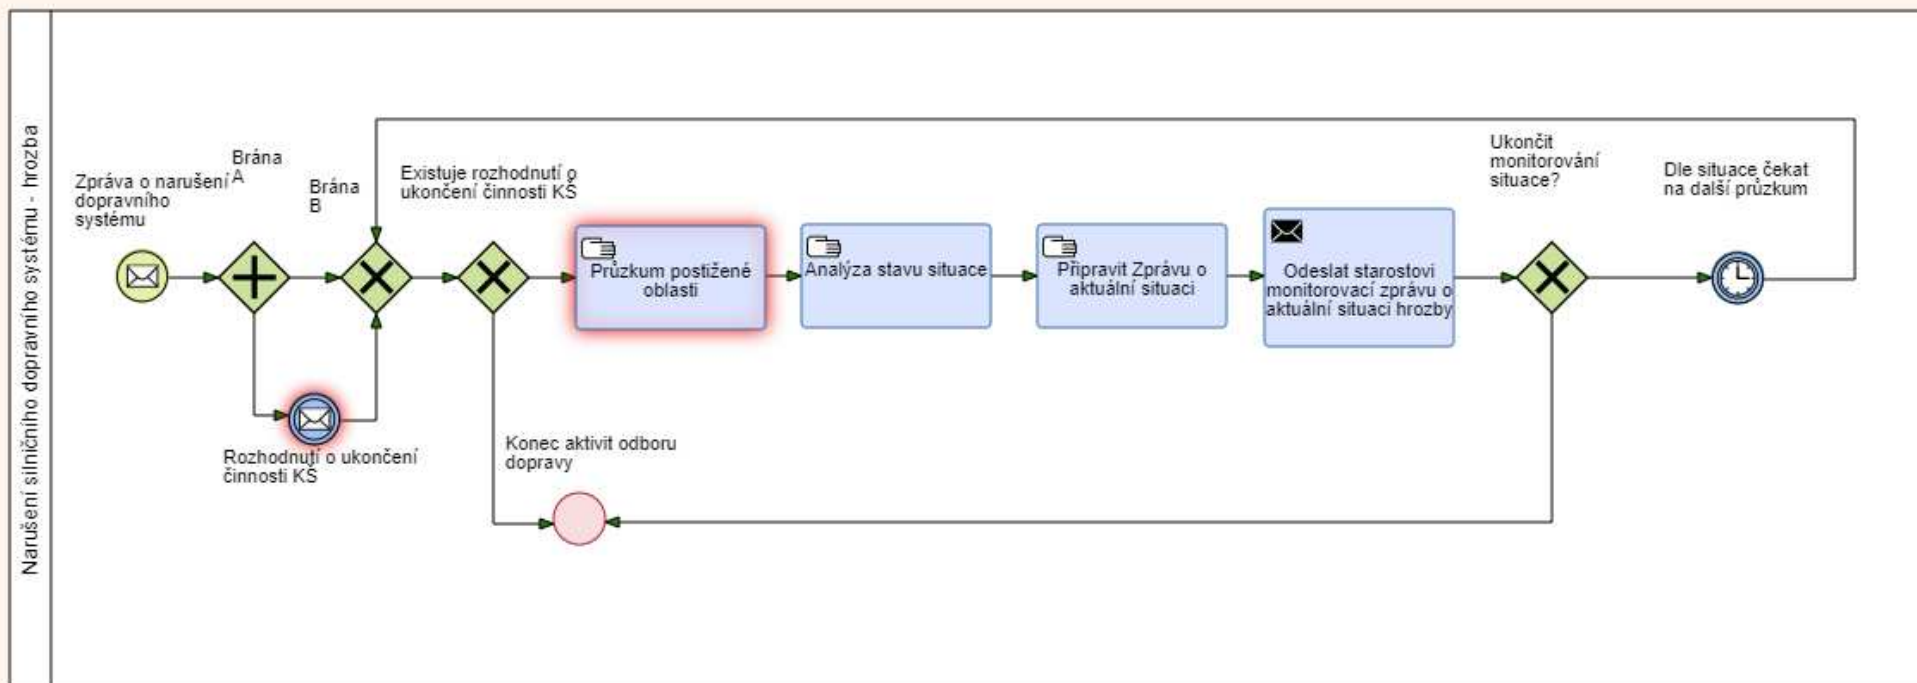 Narušení silničního dopravního systému - hrozba
Zpráva o narušení
dopravního
systému
Brána
A
Brána
B
Existuje rozhodnutí o
ukončení činnosti KŠ
Rozhodnutí o ukončení
činnosti KŠ
Průzkum postižené
oblasti
Analýza stavu situace
Připravit Zprávu o
aktuální situaci
Odeslat starostovi
monitorovací zprávu o
aktuální situaci hrozby
Ukončit
monitorování
situace?
Dle situace čekat
na další průzkum
Konec aktivit odboru
dopravy